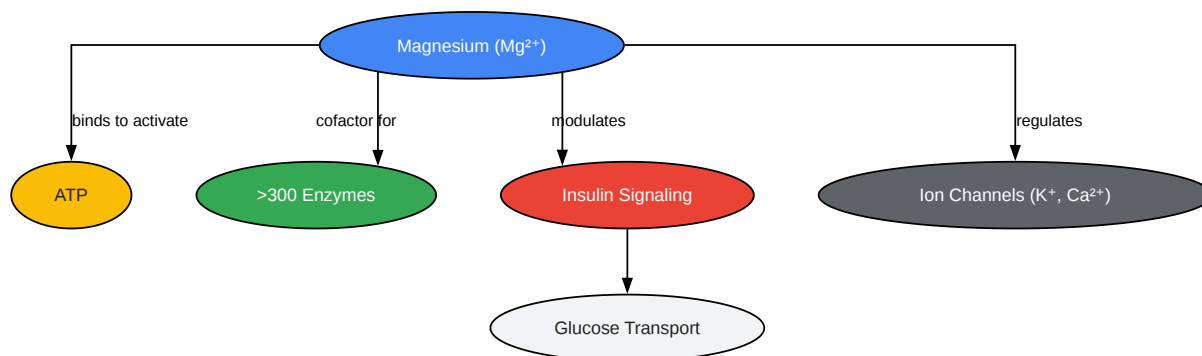 Magnesium (Mg²⁺)
binds to activate
cofactor for
modulates
regulates
ATP
>300 Enzymes
Insulin Signaling
Ion Channels (K⁺, Ca²⁺)
Glucose Transport